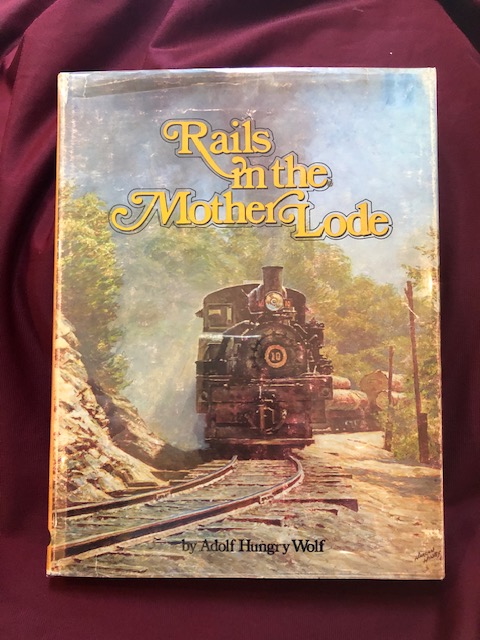 Rails
in the
Mother Lode
10
by Adolf Hungry Wolf